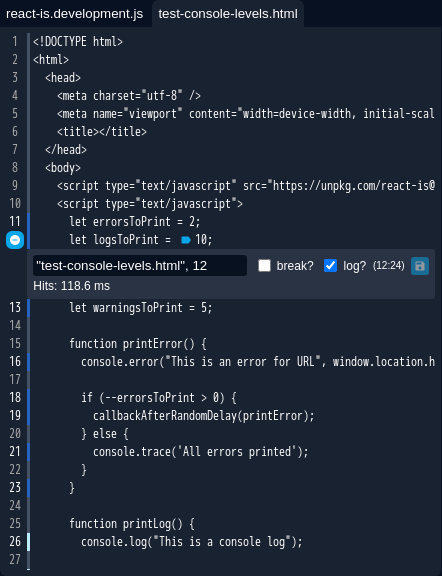 react-is.development.js test-console-levels.html
1 <!DOCTYPE html>
2 <html>
3 <head>
4 <meta charset="utf-8" />
5 <meta name="viewport" content="width=device-width, initial-scal
6 <title></title>
7 </head>
8 <body>
9 <script type="text/javascript" src="https://unpkg.com/react-is@
10 <script type="text/javascript">
11 let errorsToPrint = 2;
let logsToPrint = 10;
"test-console-levels.html", 12 break? log? (12:24)
Hits: 118.6 ms
13 let warningsToPrint = 5;
14
15 function printError() {
16 console.error("This is an error for URL", window.location.h
17
18 if (--errorsToPrint > 0) {
19 callbackAfterRandomDelay(printError);
20 } else {
21 console.trace('All errors printed');
22 }
23 }
24
25 function printLog() {
26 console.log("This is a console log");
27